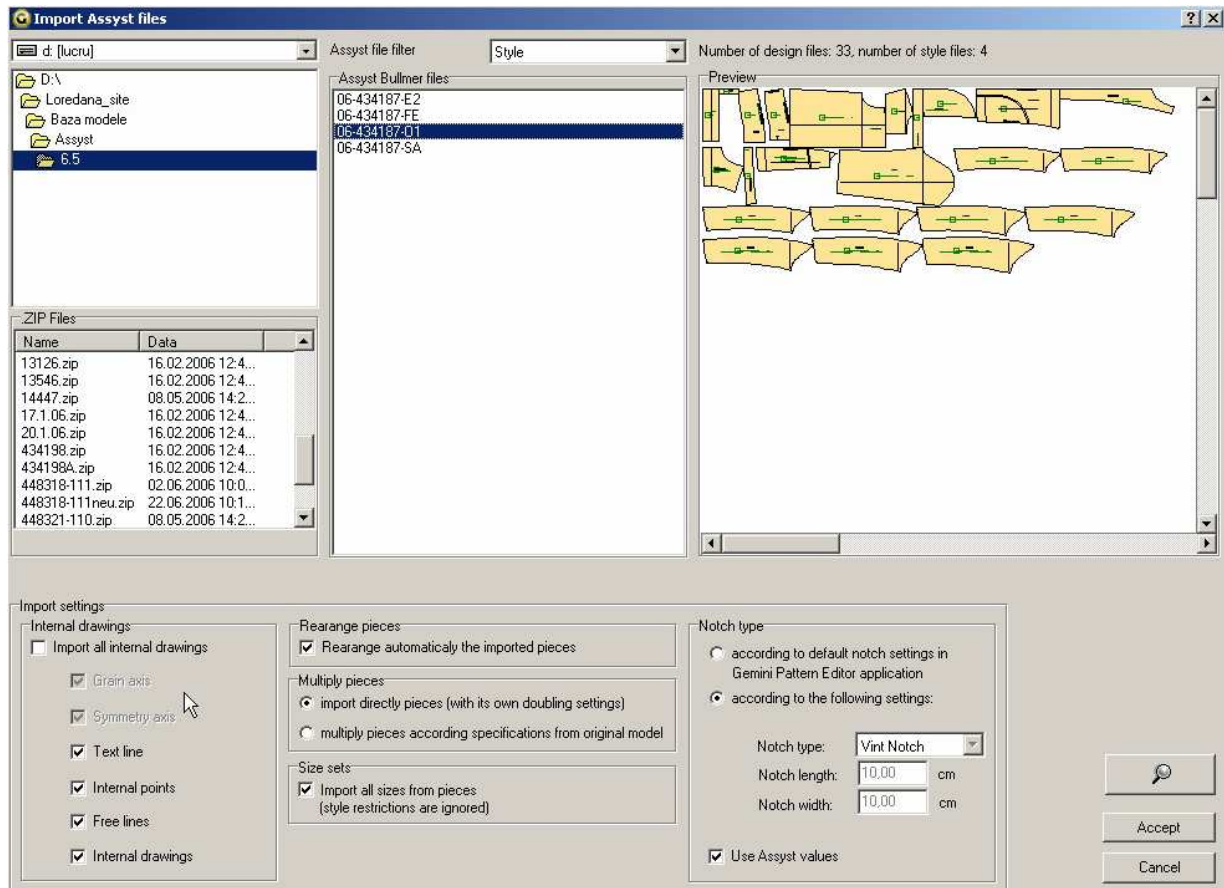 Import Assyst files
d: [lucru]
Assyst file filter
Style
Number of design files: 33, number of style files: 4
D:\
Loredana_site
Baza modele
Assyst
6.5
Assyst Bullmer files
06-434187-E2
06-434187-FE
06-434187-O1
06-434187-SA
Preview
.ZIP Files
Name Data
13126.zip 16.02.2006 12:4...
13546.zip 16.02.2006 12:4...
14447.zip 08.05.2006 14:2...
17.1.06.zip 16.02.2006 12:4...
20.1.06.zip 16.02.2006 12:4...
434198.zip 16.02.2006 12:4...
434198A.zip 16.02.2006 12:4...
448318-111.zip 02.06.2006 10:0...
448318-111neu.zip 22.06.2006 10:1...
448321-110.zip 08.05.2006 14:2...
Import settings
Internal drawings
Import all internal drawings
Grain axis
Symmetry axis
Text line
Internal points
Free lines
Internal drawings
Rearange pieces
Rearange automaticaly the imported pieces
Multiply pieces
import directly pieces (with its own doubling settings)
multiply pieces according specifications from original model
Size sets
Import all sizes from pieces
(style restrictions are ignored)
Notch type
according to default notch settings in
Gemini Pattern Editor application
according to the following settings:
Notch type: Vint Notch
Notch length: 10,00 cm
Notch width: 10,00 cm
Use Assyst values
Accept
Cancel